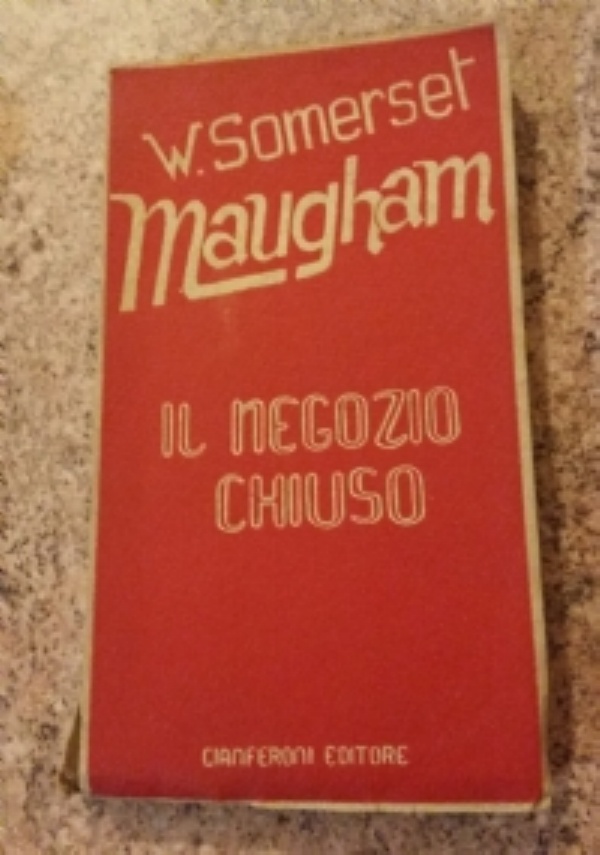 W. Somerset
Maugham
IL NEGOZIO
CHIUSO
CIANFERONI EDITORE